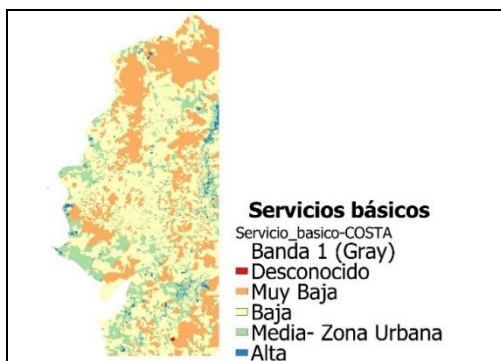 Servicios básicos
Servicio_basico-COSTA
Banda 1 (Gray)
Desconocido
Muy Baja
Baja
Media- Zona Urbana
Alta